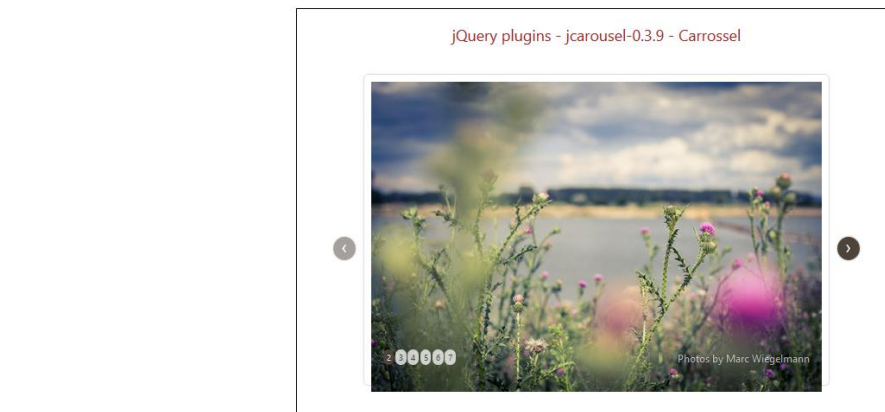 jQuery plugins - jcarousel-0.3.9 - Carrossel
‹
›
2 3 4 5 6 7
Photos by Marc Wiegelmann